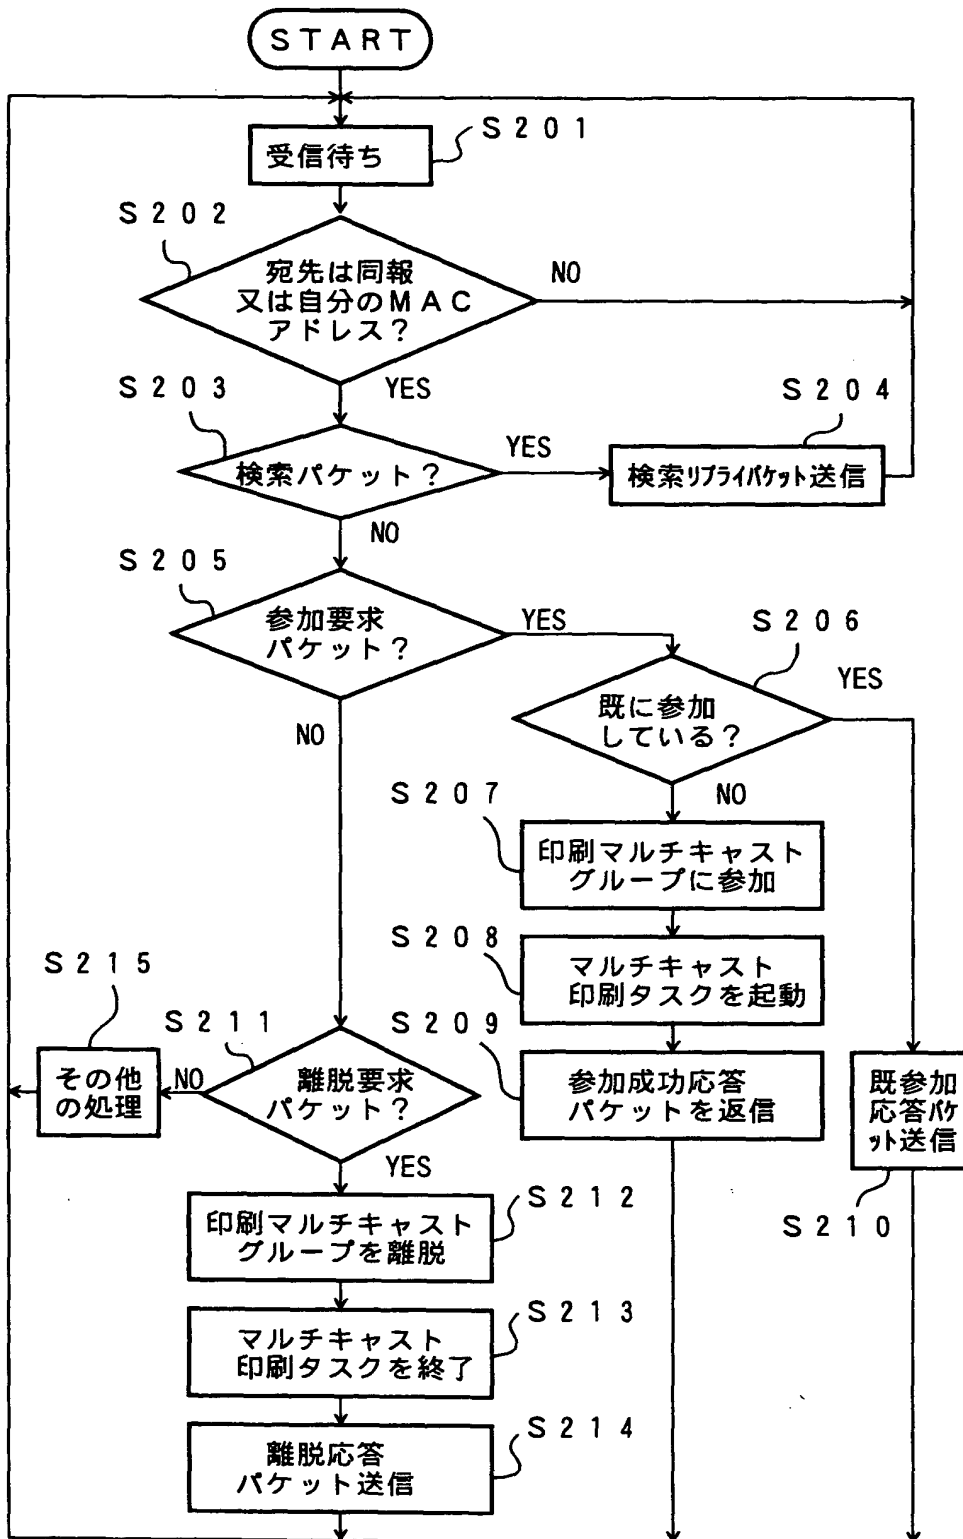 START
S201
受信待ち
S202
宛先は同報
又は自分のMAC
アドレス?
NO
YES
S203
検索パケット?
YES
S204
検索リプライパケット送信
NO
S205
参加要求
パケット?
YES
S206
既に参加
している?
YES
NO
NO
S207
印刷マルチキャスト
グループに参加
S208
マルチキャスト
印刷タスクを起動
S209
参加成功応答
パケットを返信
既参加
応答パケ
ット送信
S210
S215
その他
の処理
S211
NO
離脱要求
パケット?
YES
S212
印刷マルチキャスト
グループを離脱
S213
マルチキャスト
印刷タスクを終了
S214
離脱応答
パケット送信